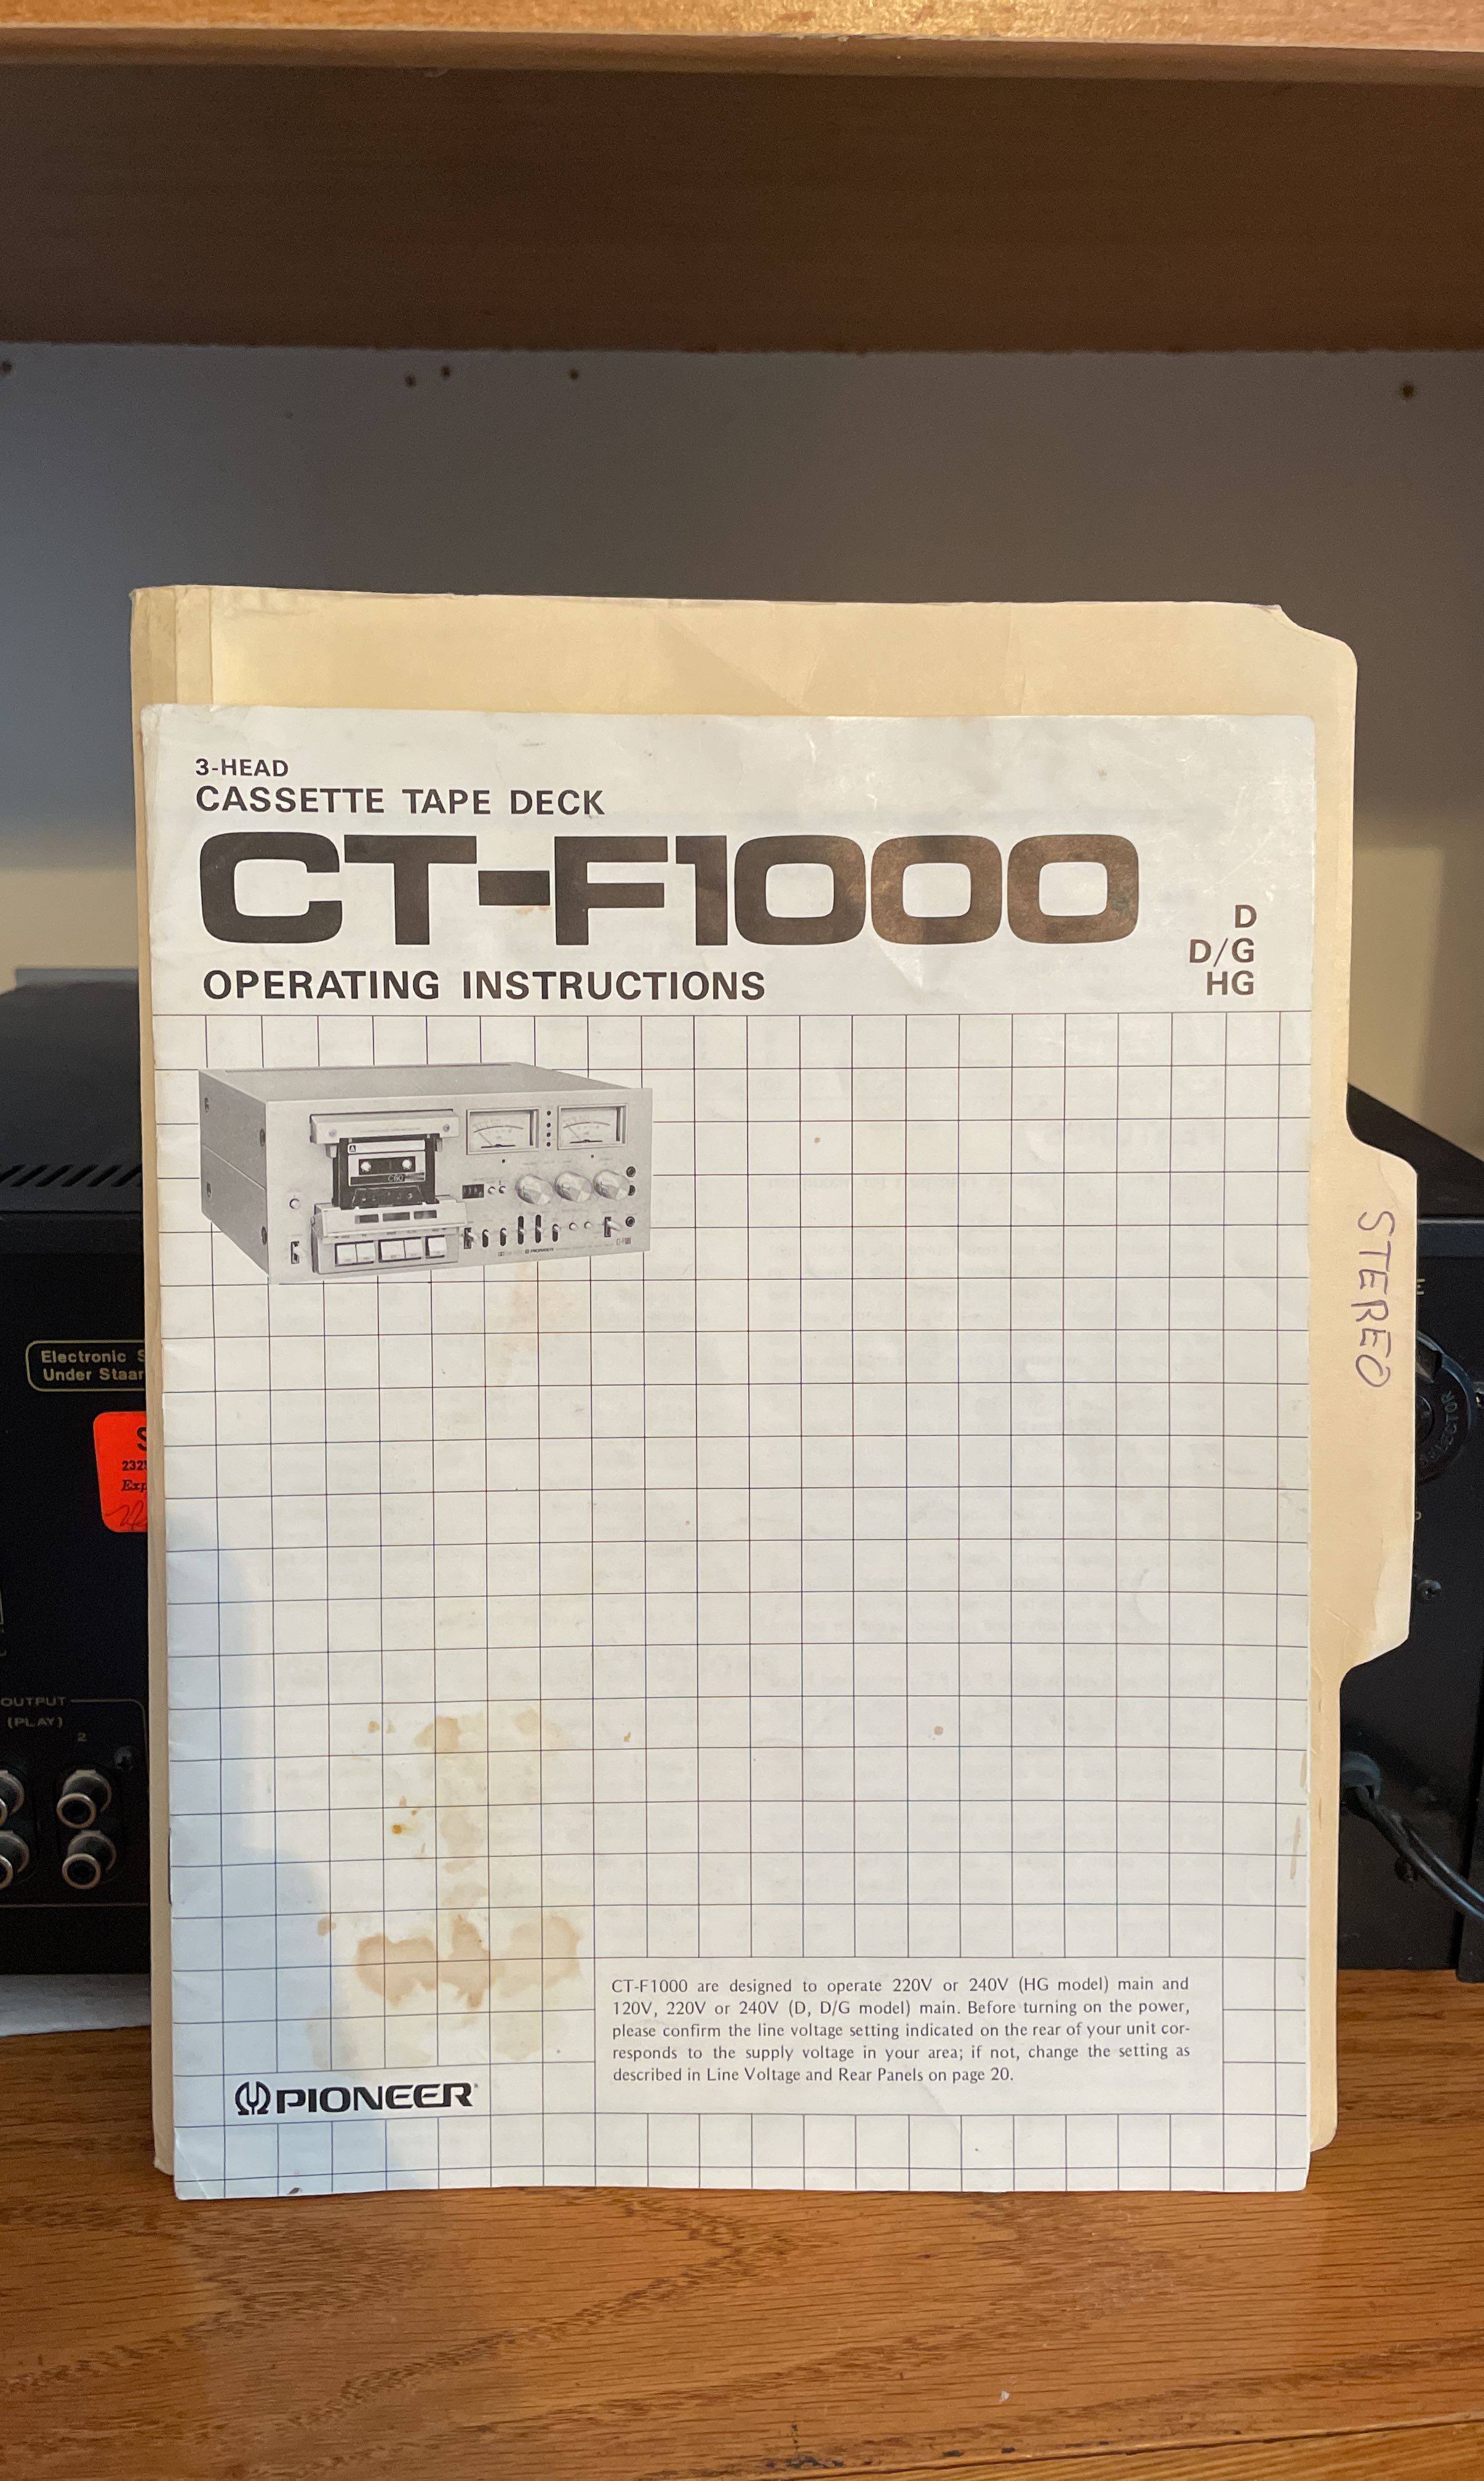 3-HEAD
CASSETTE TAPE DECK
CT-F1000
D
D/G
HG
OPERATING INSTRUCTIONS
STEREO
Electronic
Under
OUTPUT
(PLAY)
2
CT-F1000 are designed to operate 220V or 240V (HG model) main and
120V, 220V or 240V (D, D/G model) main. Before turning on the power,
please confirm the line voltage setting indicated on the rear of your unit cor-
responds to the supply voltage in your area; if not, change the setting as
described in Line Voltage and Rear Panels on page 20.
PIONEER